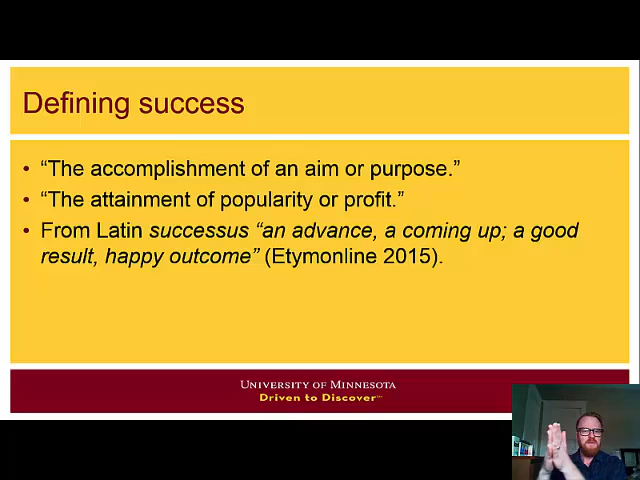 Defining success
• “The accomplishment of an aim or purpose.”
• “The attainment of popularity or profit.”
• From Latin successus “an advance, a coming up; a good
result, happy outcome” (Etymonline 2015).
UNIVERSITY OF MINNESOTA
Driven to Discover℠